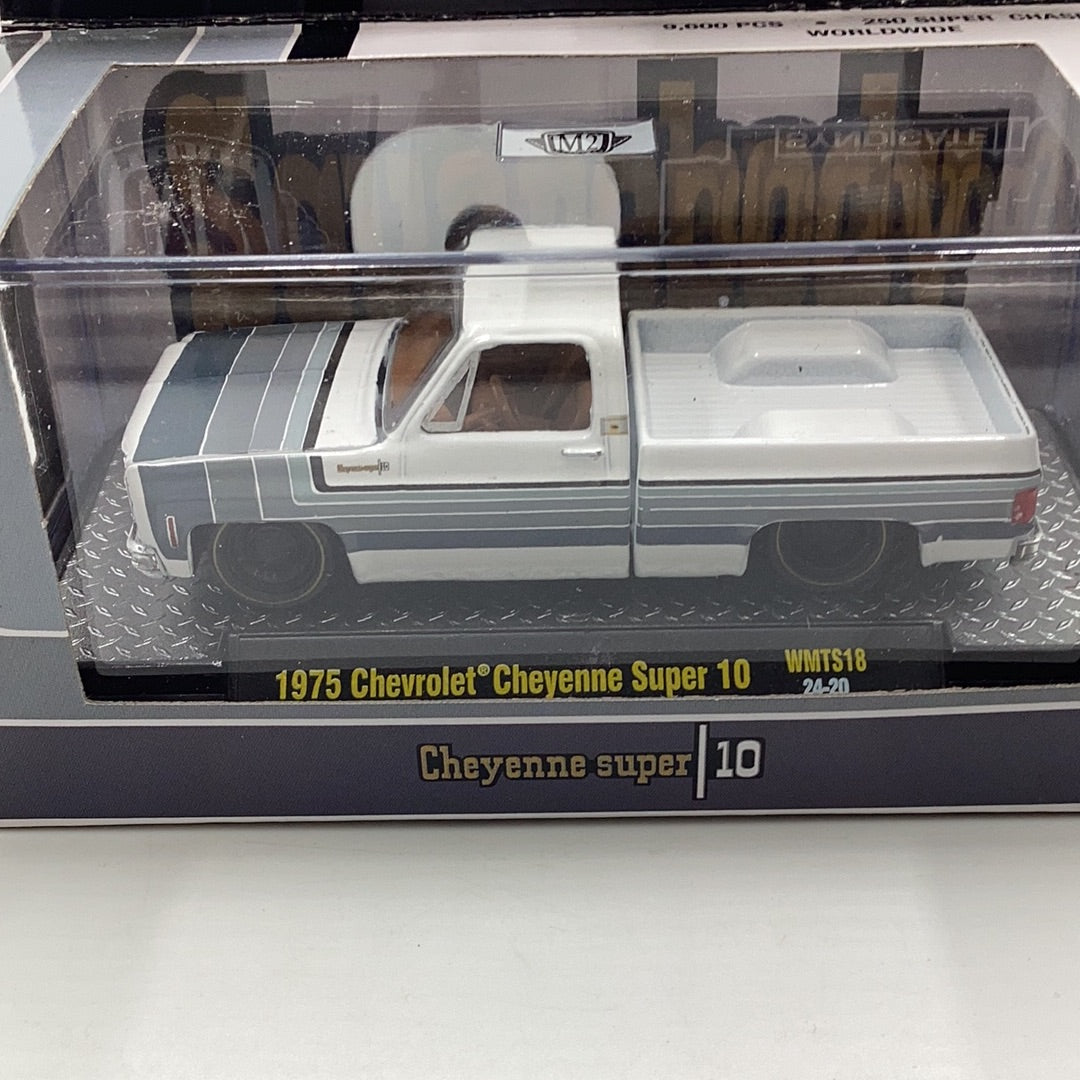 9,600 PCS • 250 SUPER CHASE
WORLDWIDE
M2
SYNDICATE
1975 Chevrolet® Cheyenne Super 10
WMTS18
24-20
Cheyenne super|10